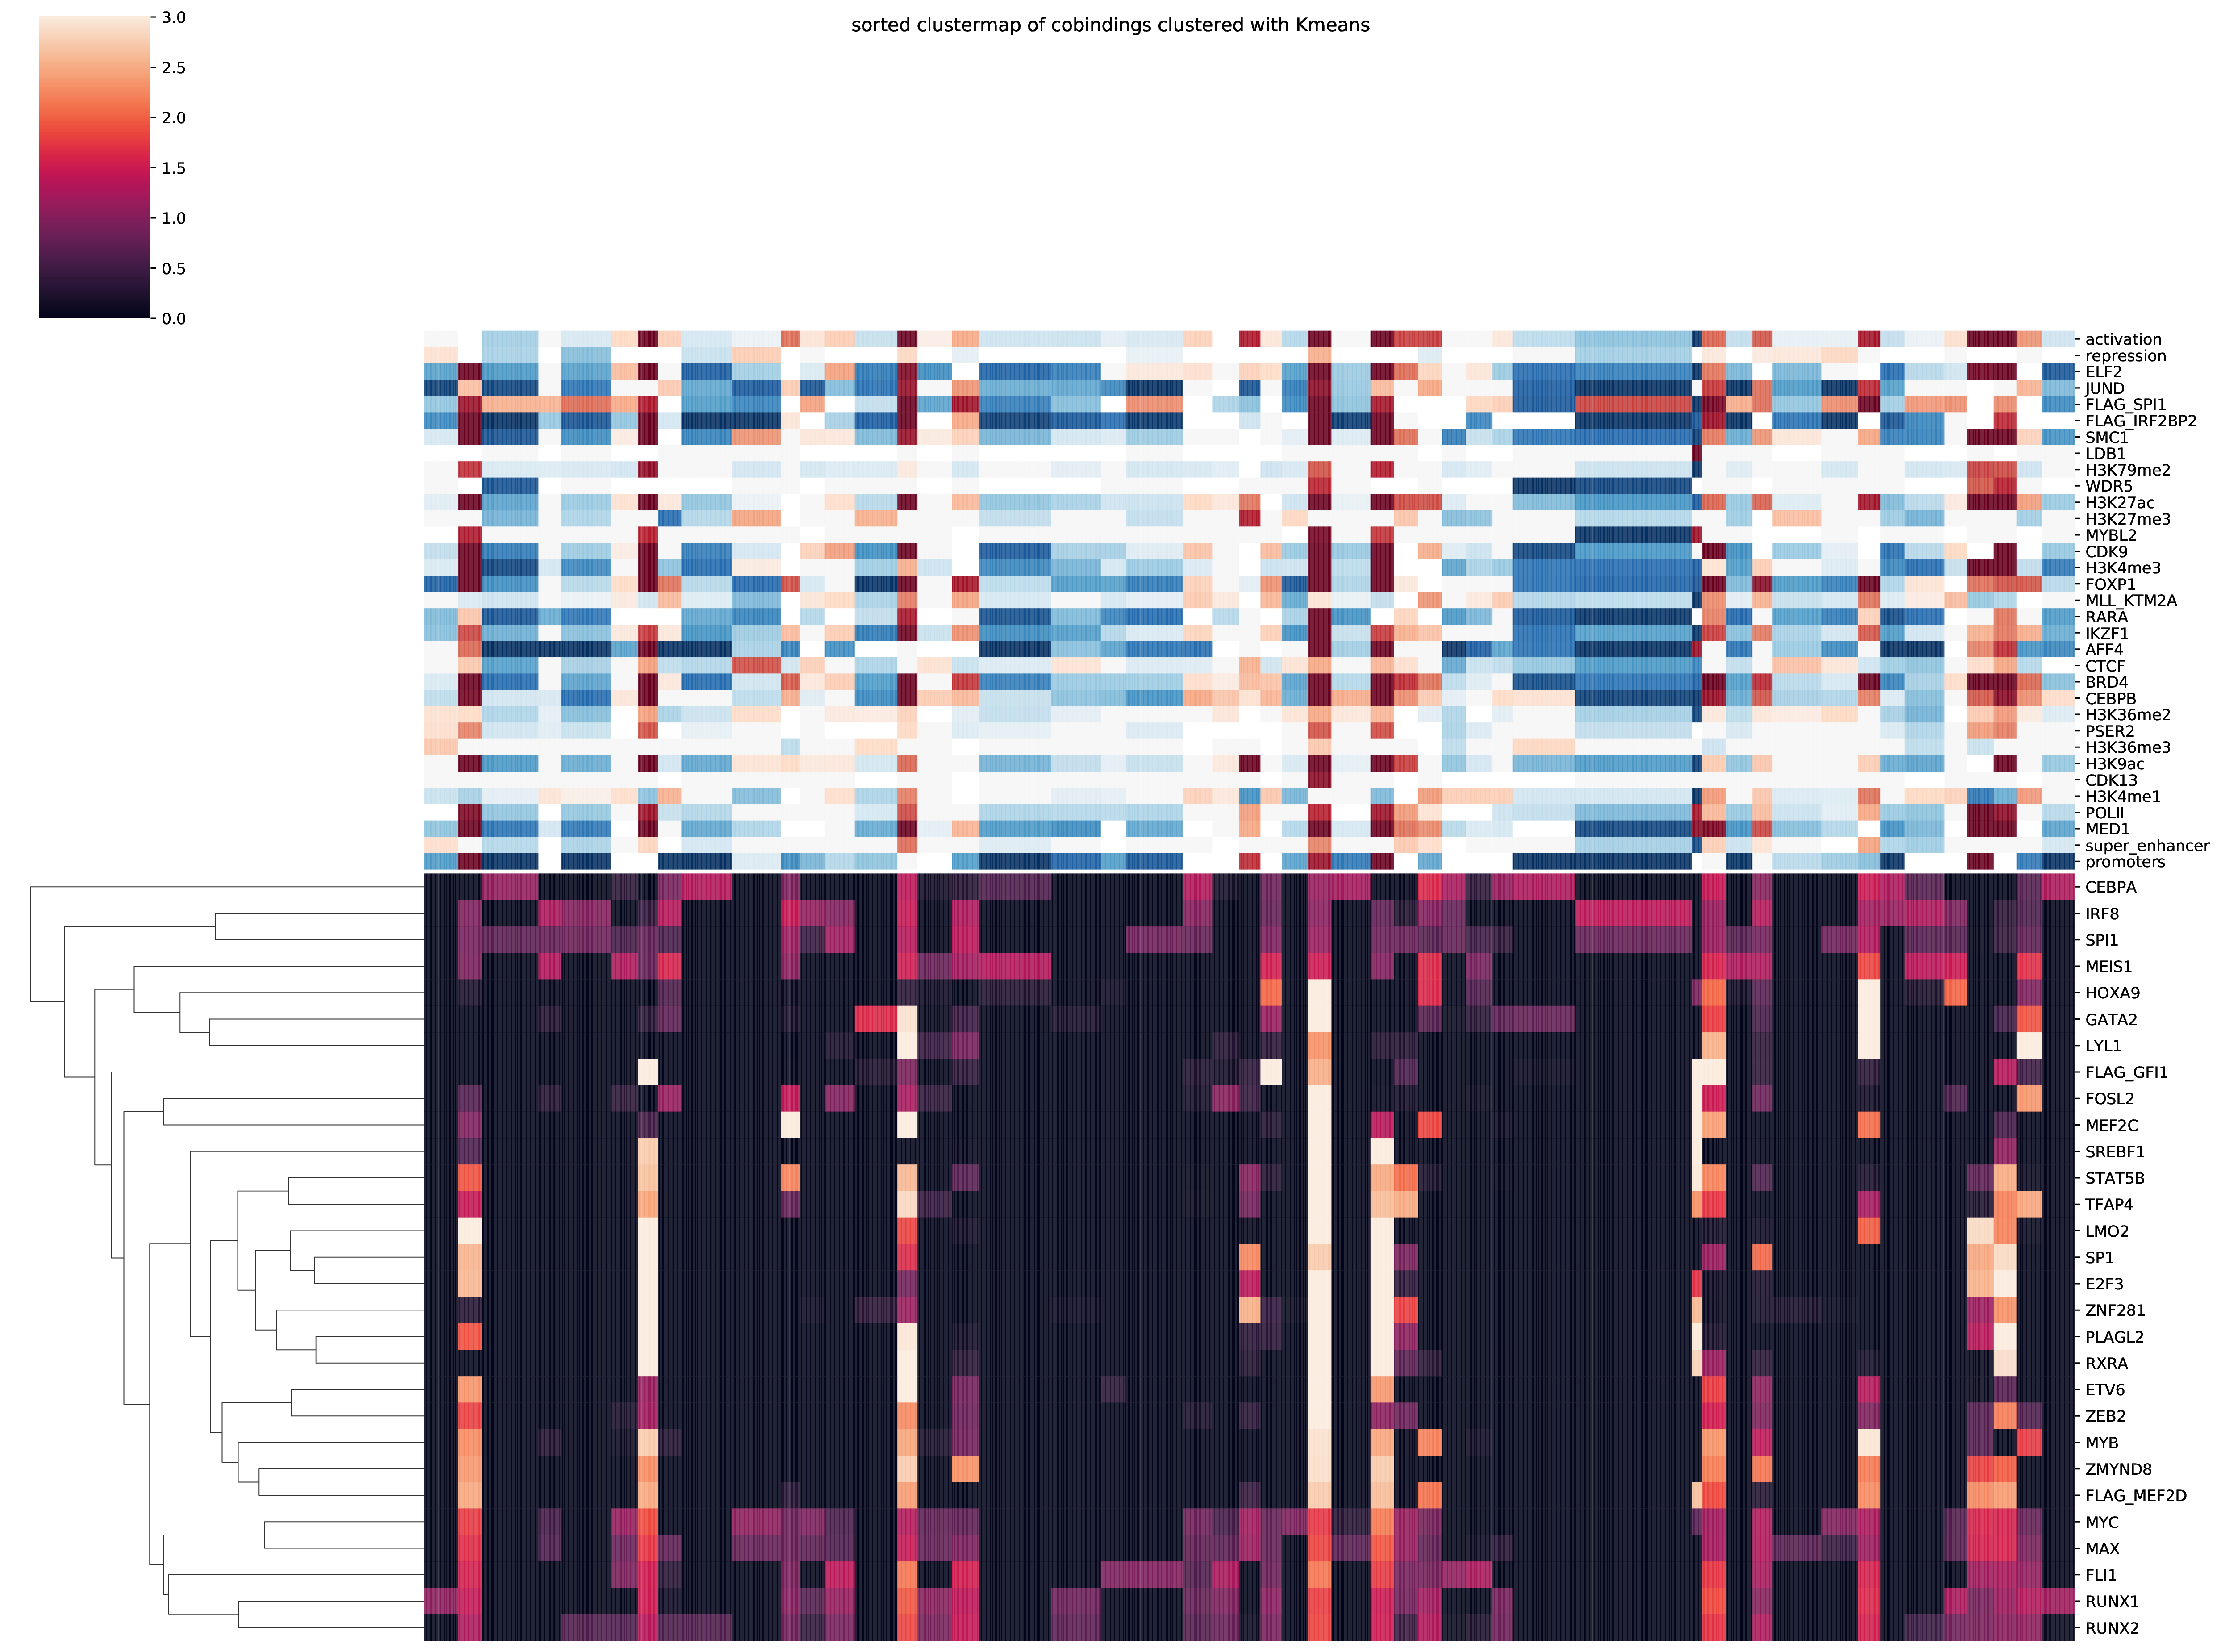 sorted clustermap of cobindings clustered with Kmeans
3.0
2.5
2.0
1.5
1.0
0.5
0.0
activation
repression
ELF2
JUND
FLAG_SPI1
FLAG_IRF2BP2
SMC1
LDB1
H3K79me2
WDR5
H3K27ac
H3K27me3
MYBL2
CDK9
H3K4me3
FOXP1
MLL_KTM2A
RARA
IKZF1
AFF4
CTCF
BRD4
CEBPB
H3K36me2
PSER2
H3K36me3
H3K9ac
CDK13
H3K4me1
POLII
MED1
super_enhancer
promoters
CEBPA
IRF8
SPI1
MEIS1
HOXA9
GATA2
LYL1
FLAG_GFI1
FOSL2
MEF2C
SREBF1
STAT5B
TFAP4
LMO2
SP1
E2F3
ZNF281
PLAGL2
RXRA
ETV6
ZEB2
MYB
ZMYND8
FLAG_MEF2D
MYC
MAX
FLI1
RUNX1
RUNX2